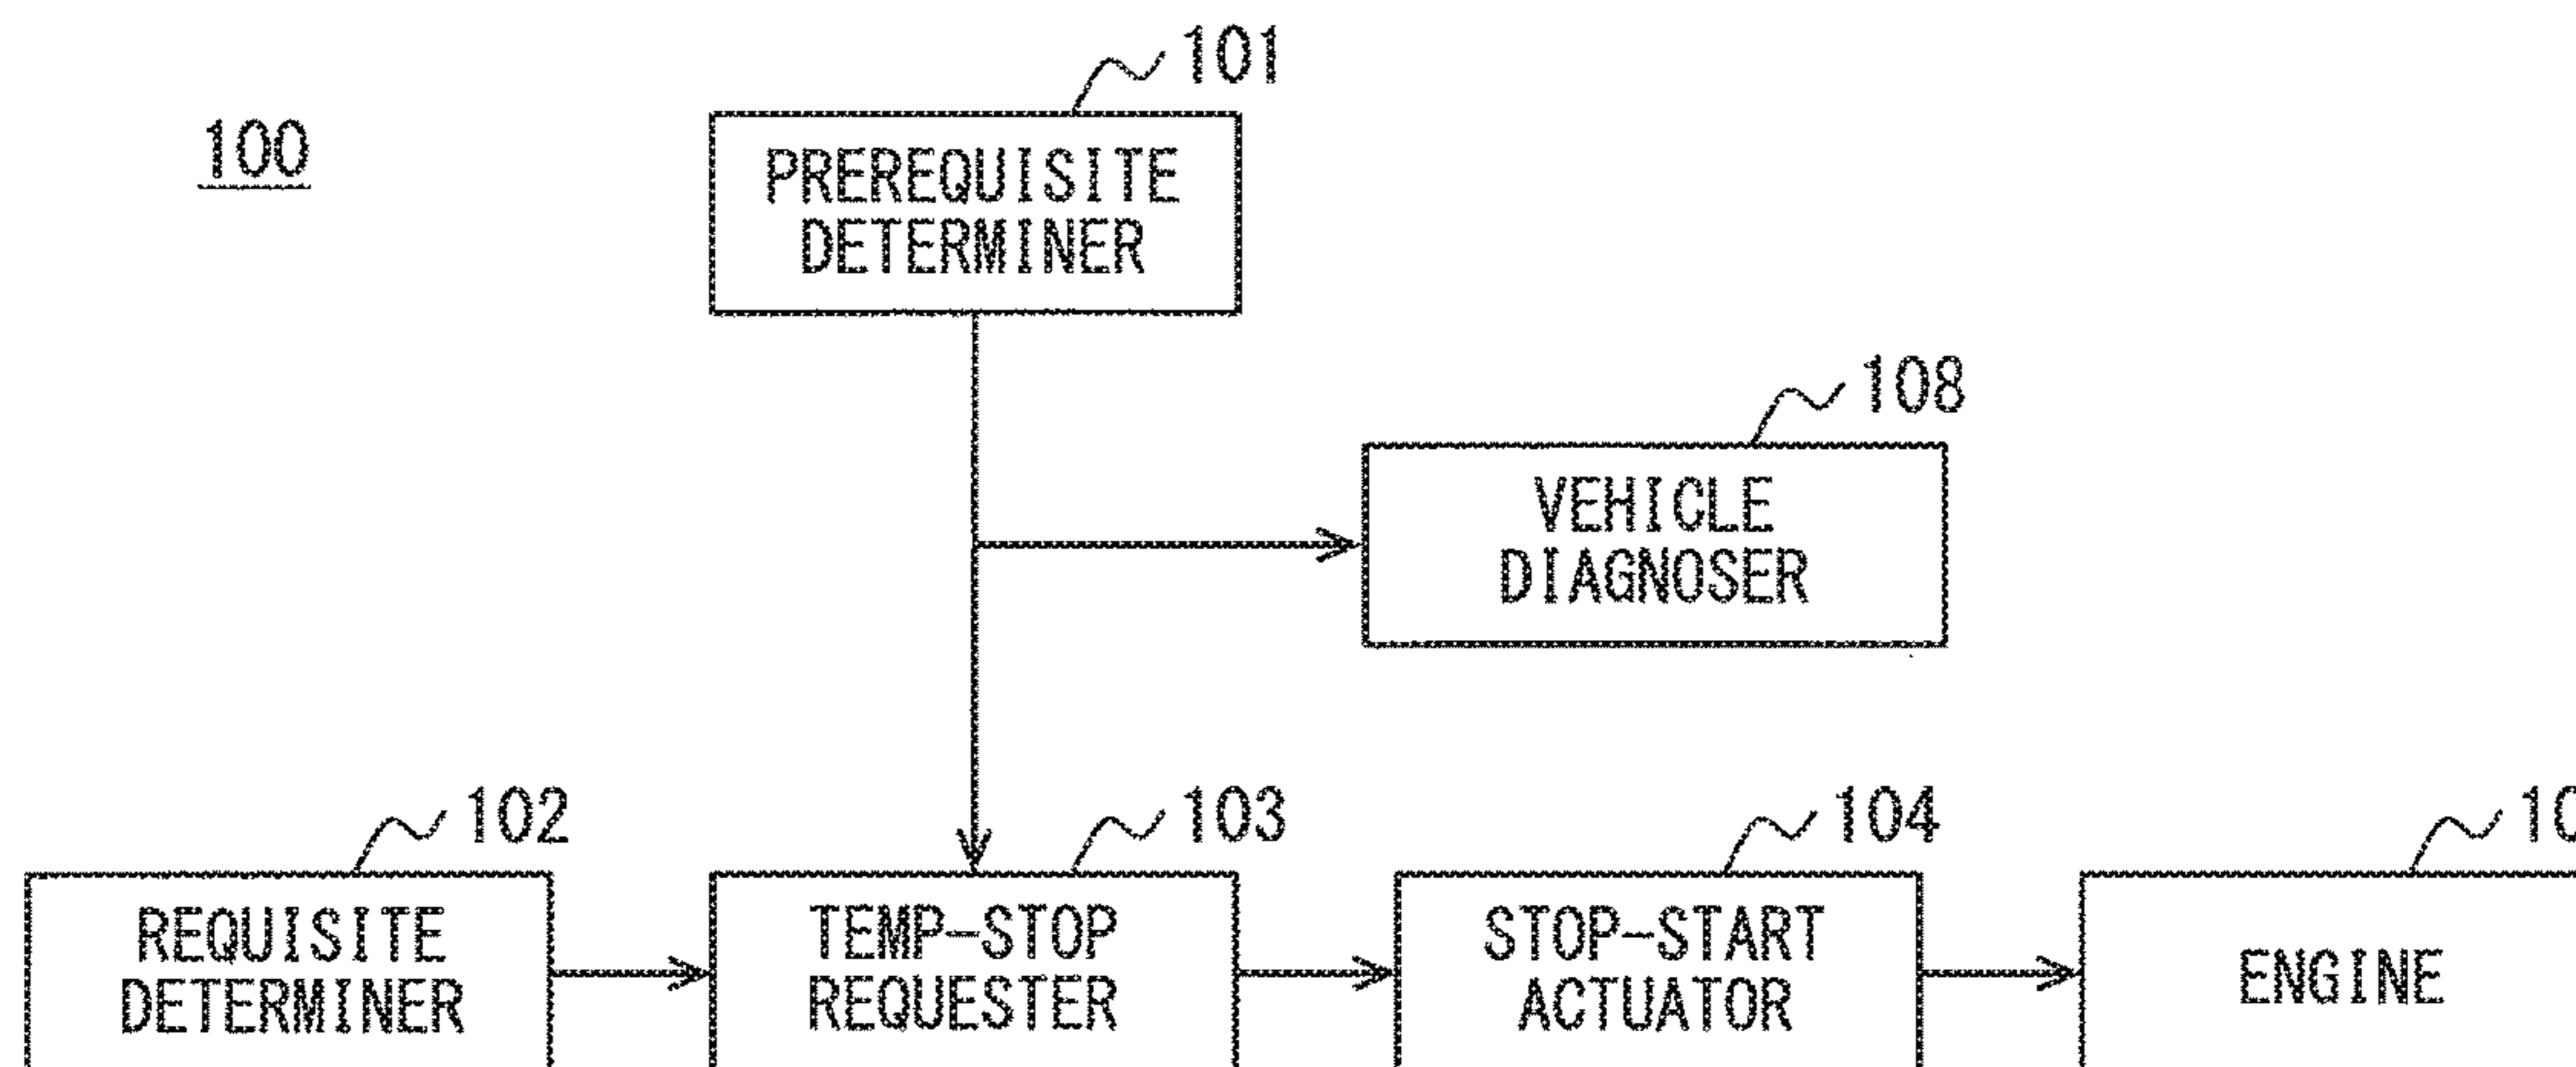 101
100
PREREQUISITE
DETERMINER
108
VEHICLE
DIAGNOSER
102
103
104
REQUISITE
DETERMINER
TEMP-STOP
REQUESTER
STOP-START
ACTUATOR
ENGINE